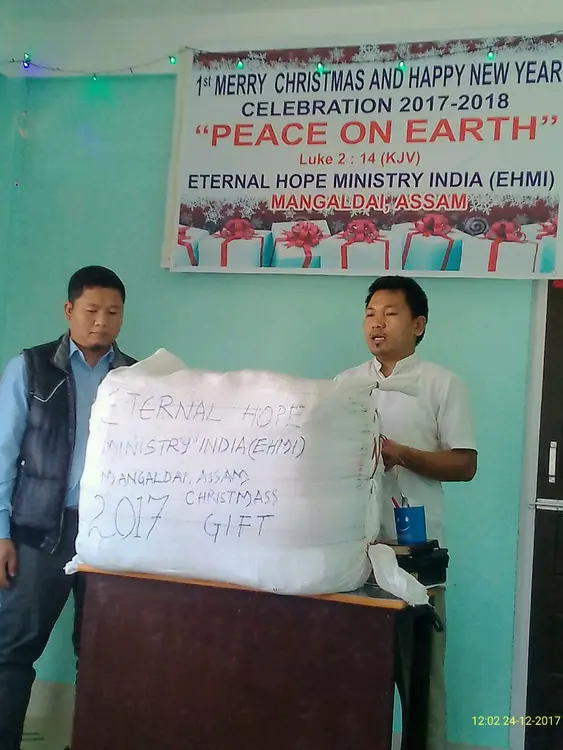 1st MERRY CHRISTMAS AND HAPPY NEW YEAR
CELEBRATION 2017-2018
"PEACE ON EARTH"
Luke 2 : 14 (KJV)
ETERNAL HOPE MINISTRY INDIA (EHMI)
MANGALDAI, ASSAM
ETERNAL HOPE
MINISTRY" INDIA (EHMI)
MANGALDAI, ASSAM
2017 CHRISTMASS
GIFT
12:02 24-12-2017